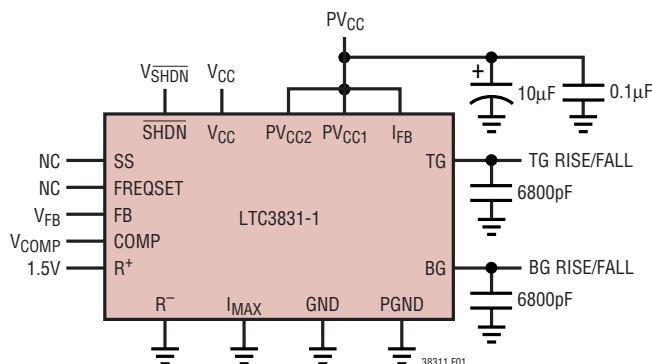 PVCC
VSHDN VCC
10µF 0.1µF
SHDN VCC PVCC2 PVCC1 IFB
NC SS TG TG RISE/FALL
NC FREQSET
6800pF
VFB FB LTC3831-1
VCOMP COMP
1.5V R+ BG BG RISE/FALL
6800pF
R– IMAX GND PGND
38311 F01
+